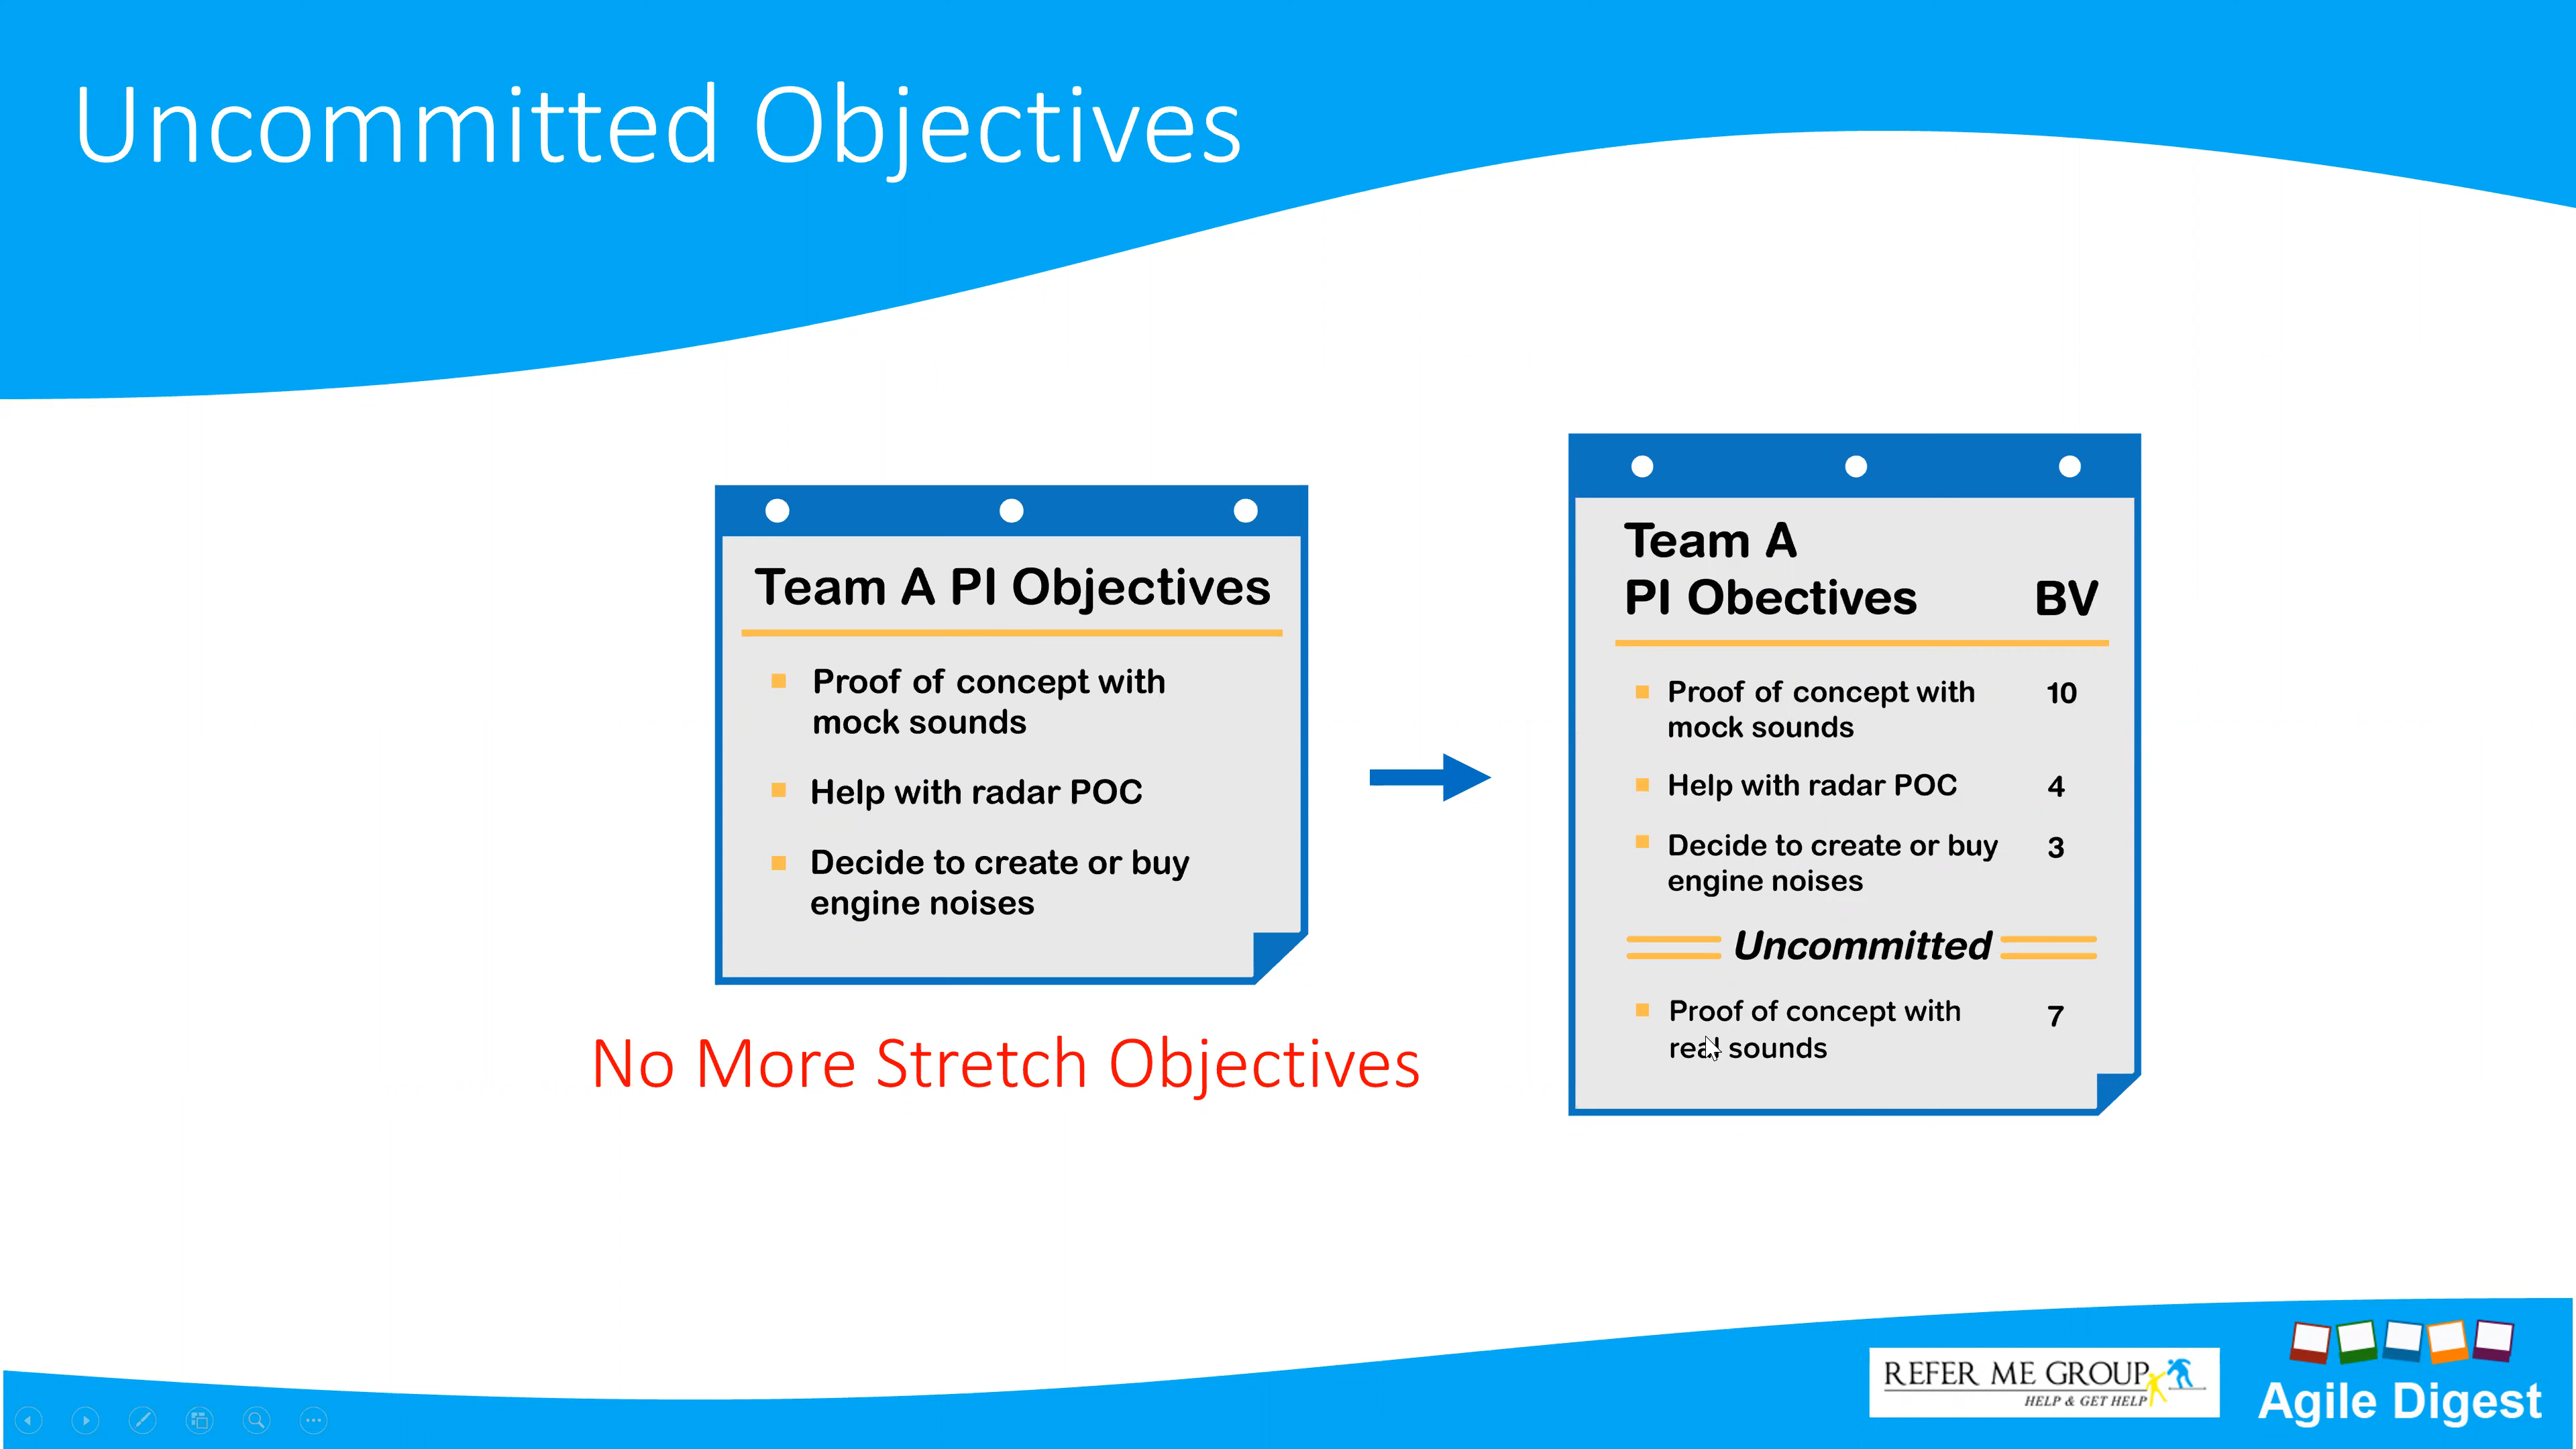 Uncommitted Objectives
Team A PI Objectives
Proof of concept with
mock sounds
Help with radar POC
Decide to create or buy
engine noises
No More Stretch Objectives
Team A
PI Obectives BV
Proof of concept with 10
mock sounds
Help with radar POC 4
Decide to create or buy 3
engine noises
Uncommitted
Proof of concept with 7
real sounds
REFER ME GROUP
HELP & GET HELP
Agile Digest